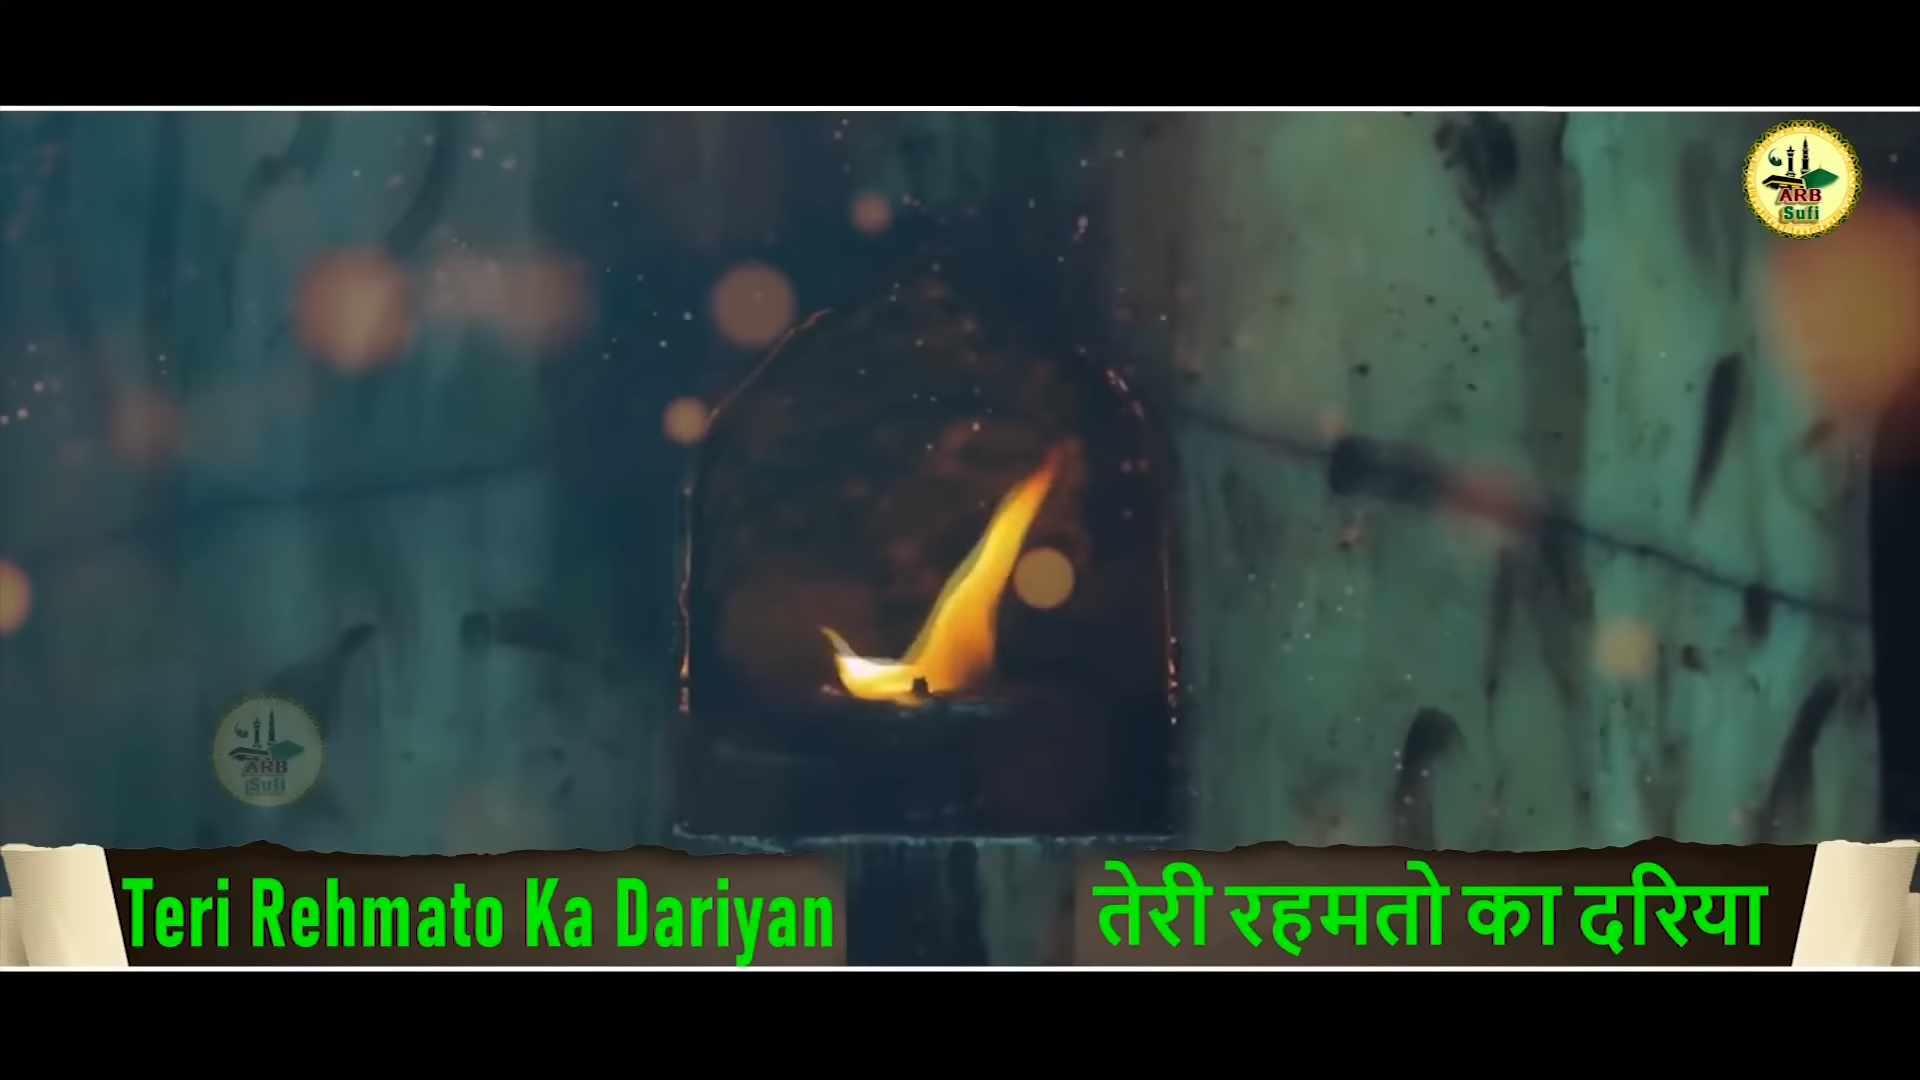 ARB
Sufi
ARB
Sufi
Teri Rehmato Ka Dariyan
तेरी रहमतो का दरिया